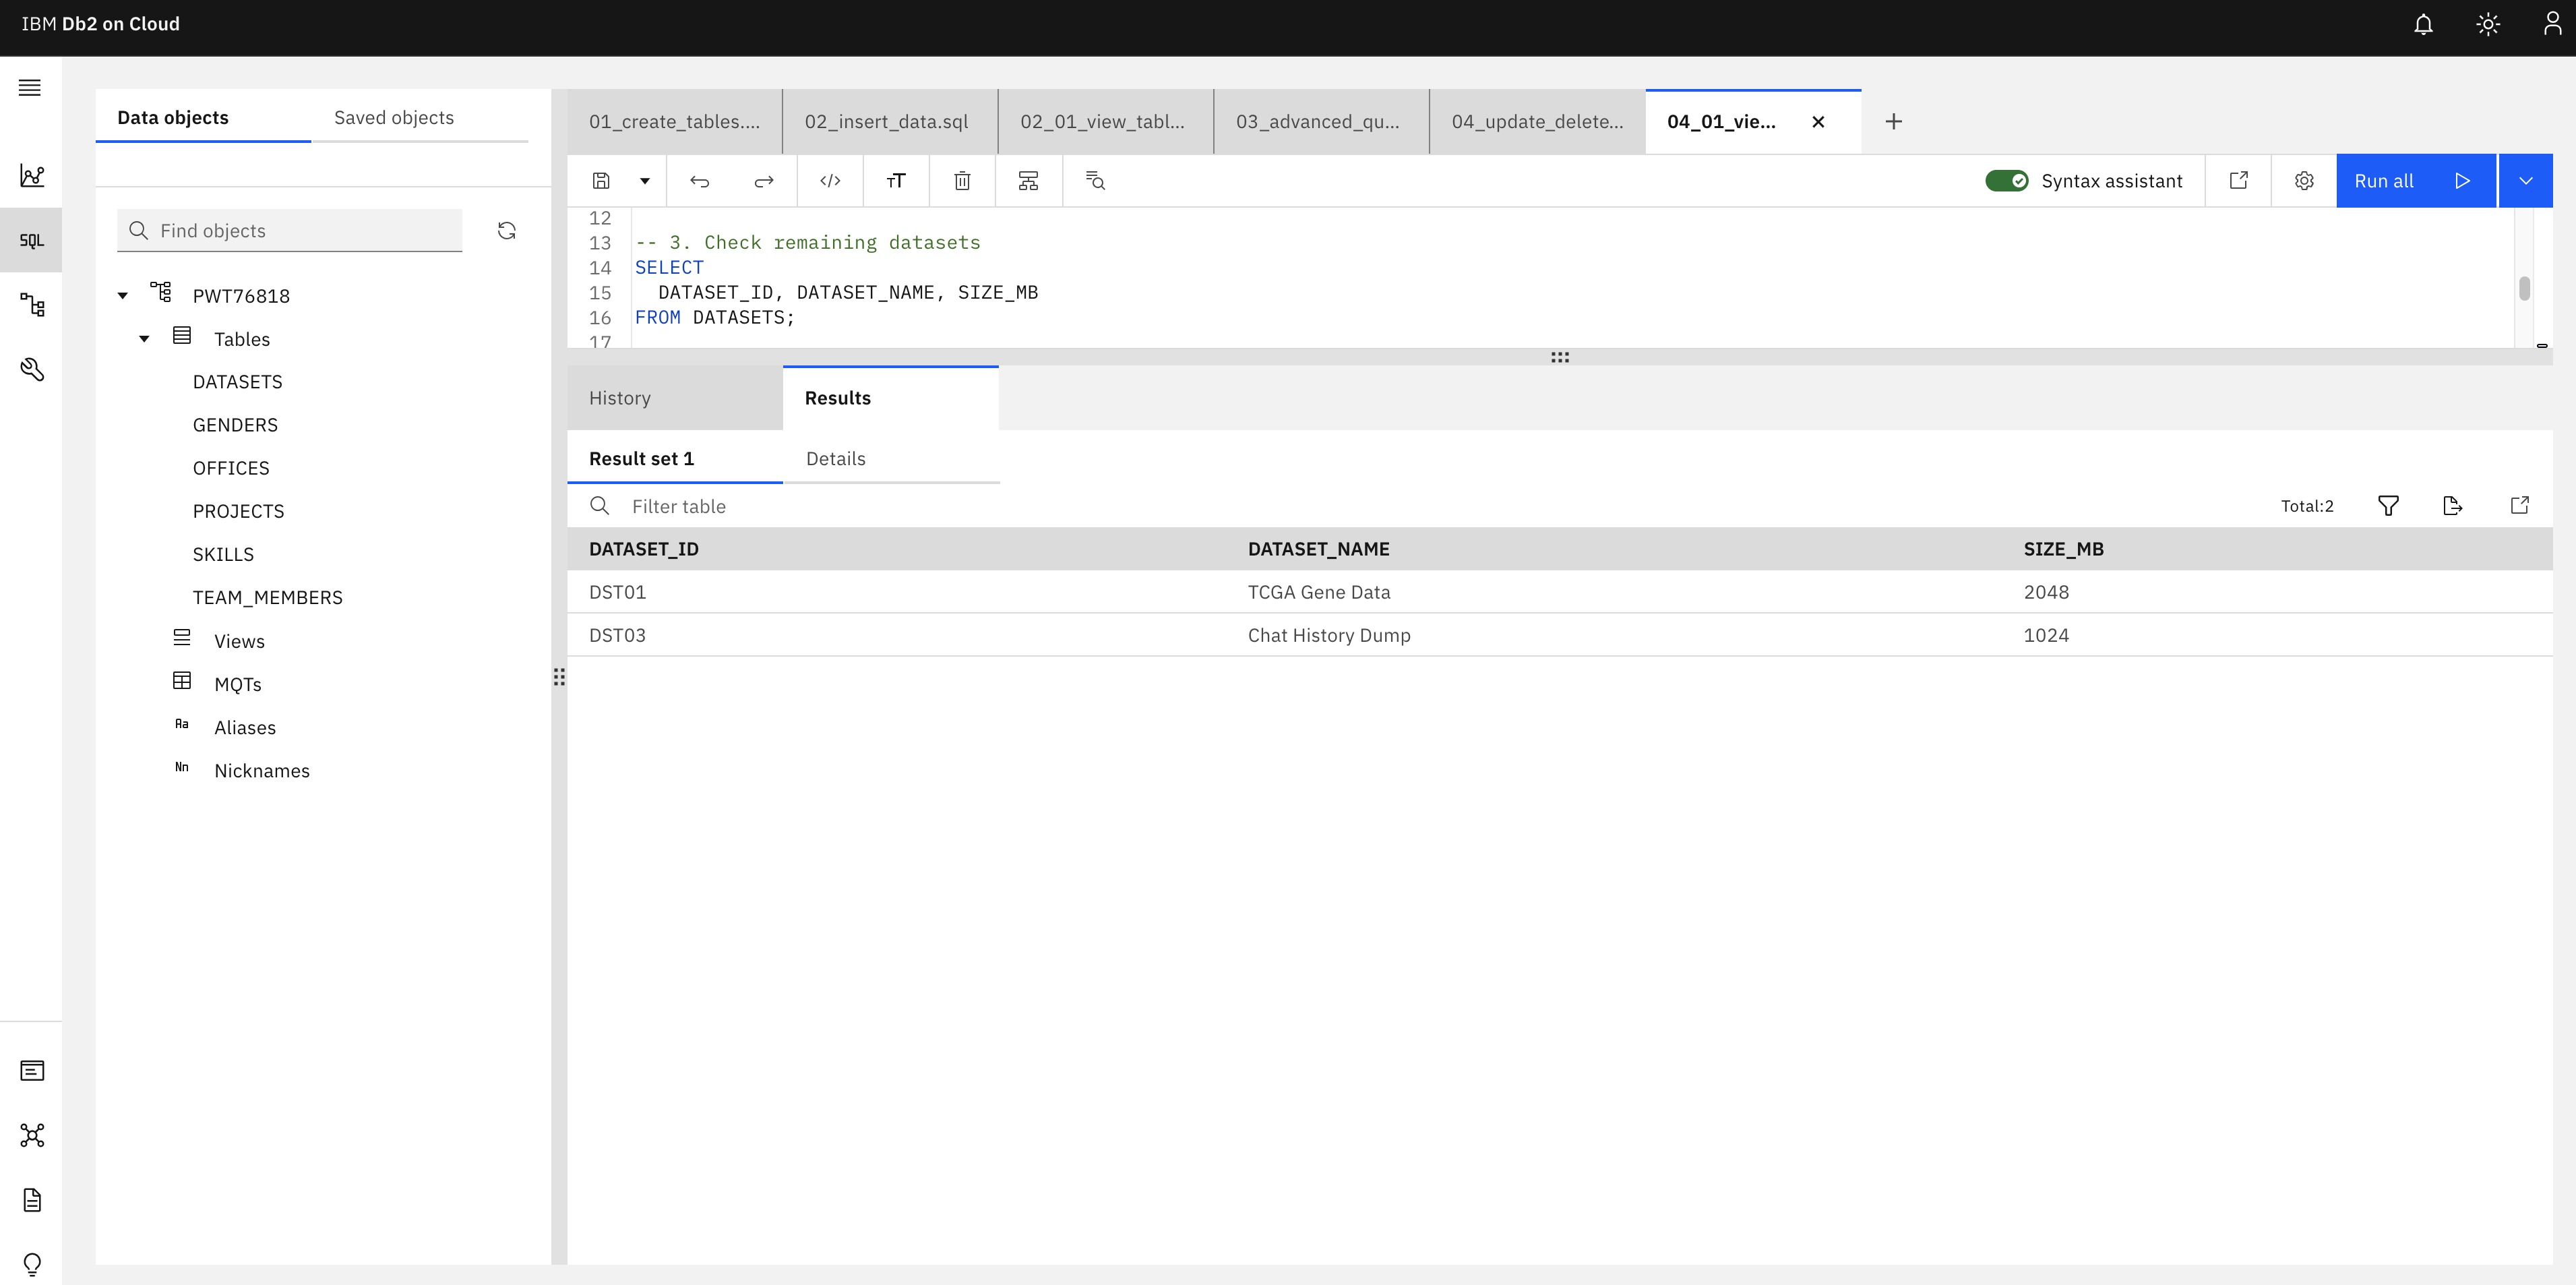 IBM Db2 on Cloud
SQL
Data objects
Saved objects
Find objects
PWT76818
Tables
DATASETS
GENDERS
OFFICES
PROJECTS
SKILLS
TEAM_MEMBERS
Views
MQTs
Aa Aliases
Nn Nicknames
01_create_tables....
02_insert_data.sql
02_01_view_tabl...
03_advanced_qu...
04_update_delete...
04_01_vie...
Syntax assistant
Run all
12
13 -- 3. Check remaining datasets
14 SELECT
15 DATASET_ID, DATASET_NAME, SIZE_MB
16 FROM DATASETS;
17
History
Results
Result set 1
Details
Filter table
Total:2
DATASET_ID DATASET_NAME SIZE_MB
DST01 TCGA Gene Data 2048
DST03 Chat History Dump 1024